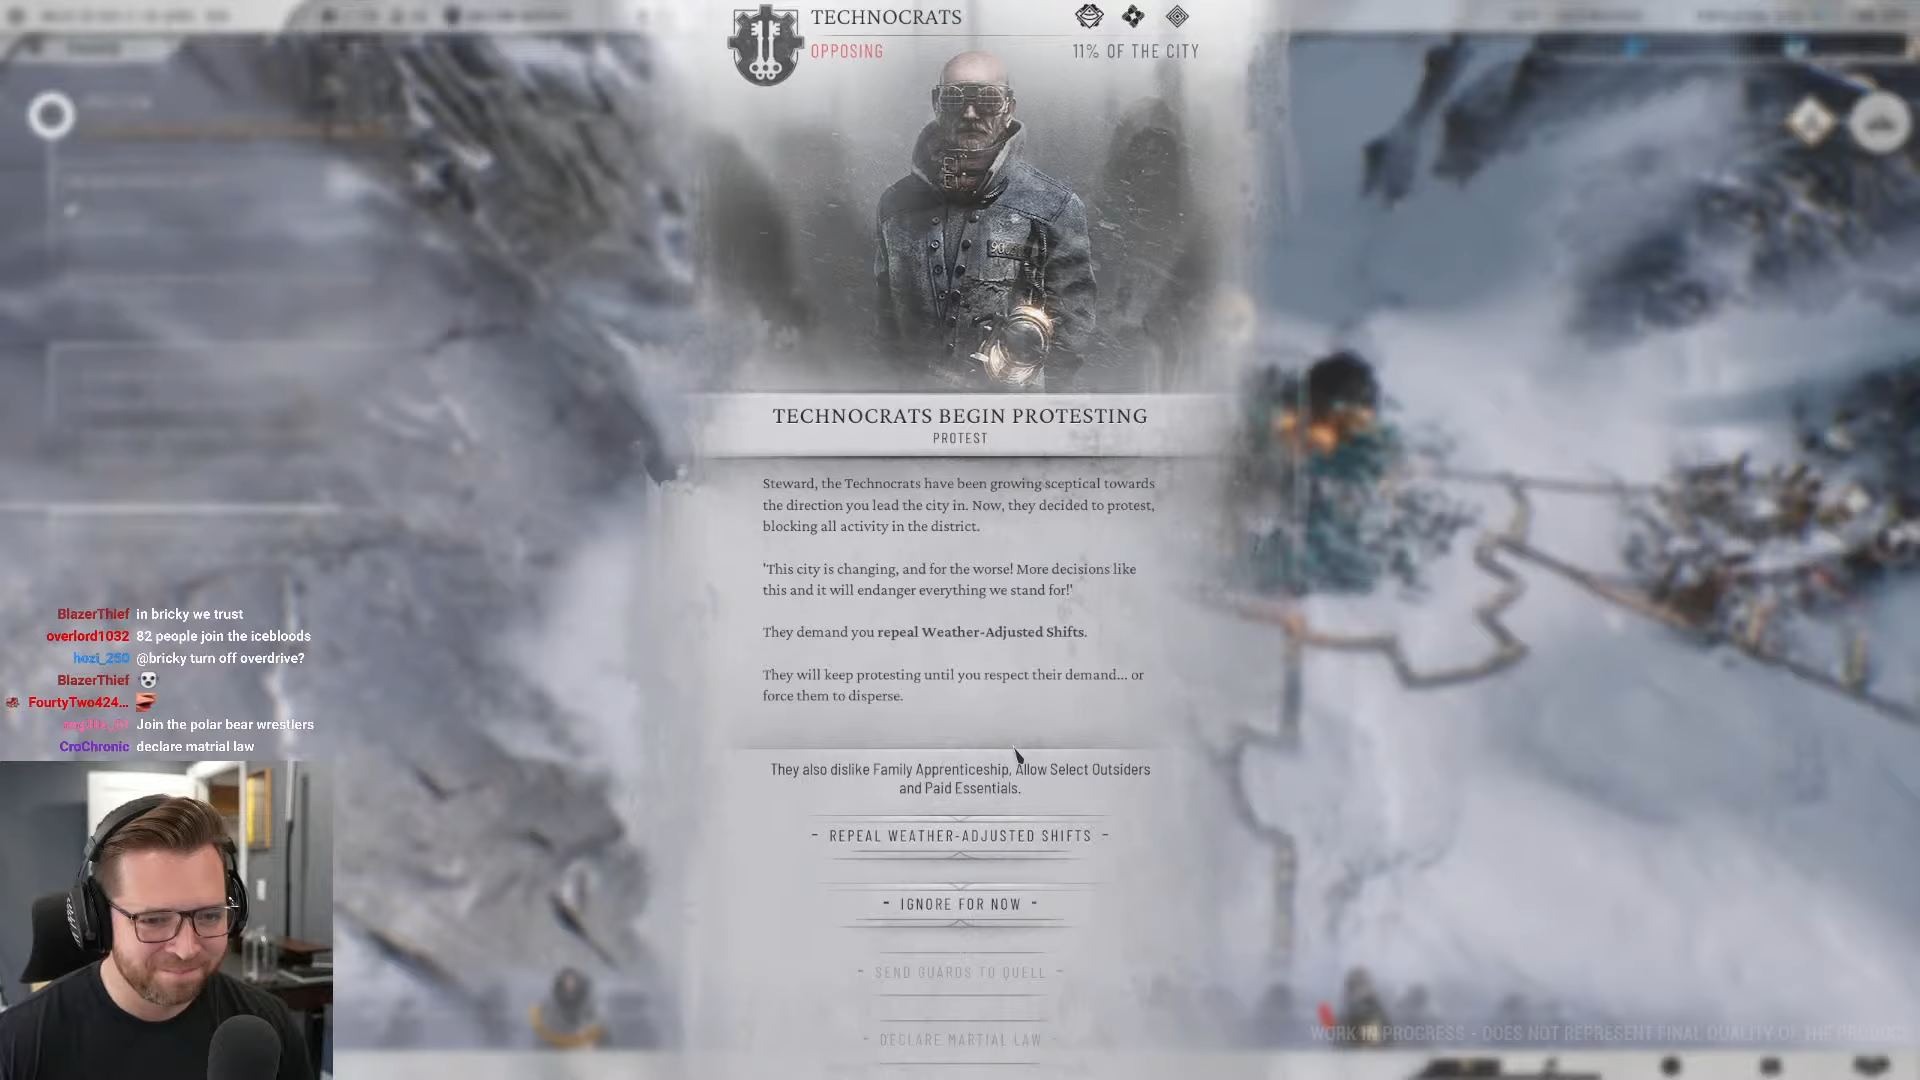 TECHNOCRATS
OPPOSING
11% OF THE CITY
TECHNOCRATS BEGIN PROTESTING
PROTEST
Steward, the Technocrats have been growing sceptical towards
the direction you lead the city in. Now, they decided to protest,
blocking all activity in the district.
'This city is changing, and for the worse! More decisions like
this and it will endanger everything we stand for!'
They demand you repeal Weather-Adjusted Shifts.
They will keep protesting until you respect their demand... or
force them to disperse.
They also dislike Family Apprenticeship, Allow Select Outsiders
and Paid Essentials.
- REPEAL WEATHER-ADJUSTED SHIFTS -
- IGNORE FOR NOW -
- SEND GUARDS TO QUELL -
- DECLARE MARTIAL LAW -
BlazerThief in bricky we trust
overlord1032 82 people join the icebloods
hozi_250 @bricky turn off overdrive?
BlazerThief
FourtyTwo424...
Join the polar bear wrestlers
CroChronic declare matrial law
WORK IN PROGRESS - DOES NOT REPRESENT FINAL QUALITY OF THE PRODUCT